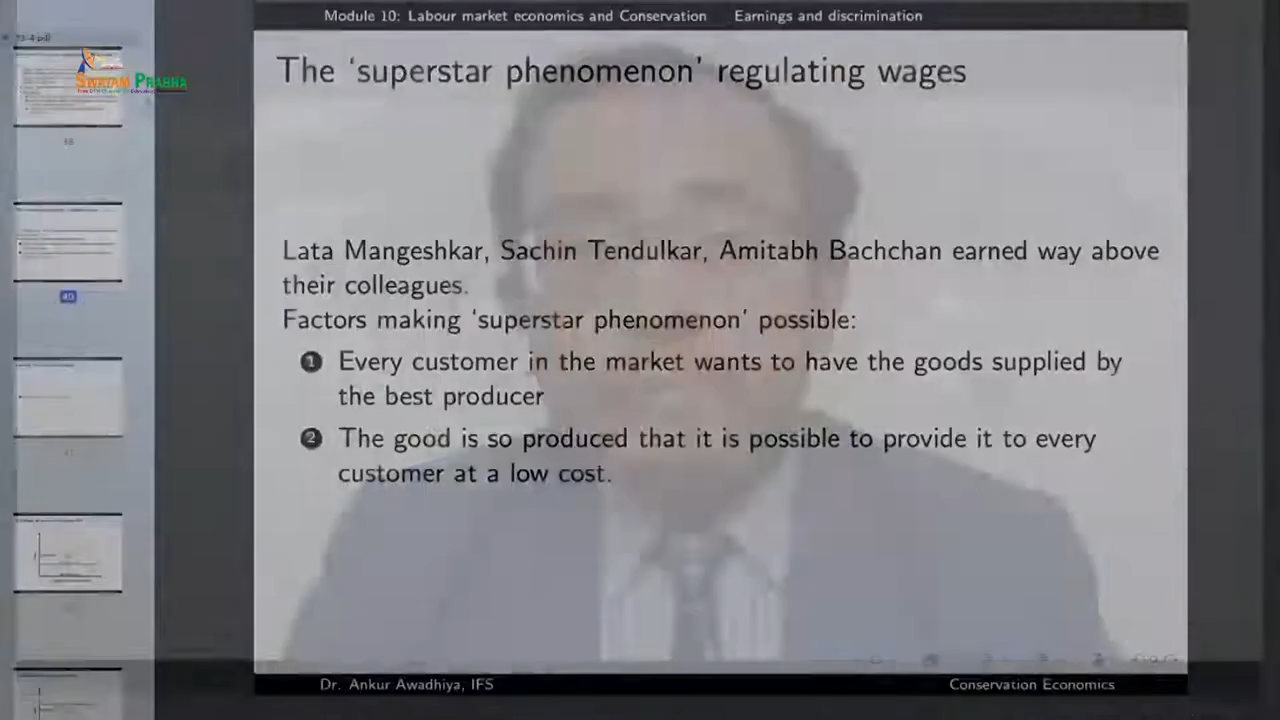 Module 10: Labour market economics and Conservation Earnings and discrimination
SWAYAM PRABHA
The ‘superstar phenomenon’ regulating wages
Lata Mangeshkar, Sachin Tendulkar, Amitabh Bachchan earned way above
their colleagues.
Factors making ‘superstar phenomenon’ possible:
1 Every customer in the market wants to have the goods supplied by
the best producer
2 The good is so produced that it is possible to provide it to every
customer at a low cost.
Dr. Ankur Awadhiya, IFS Conservation Economics